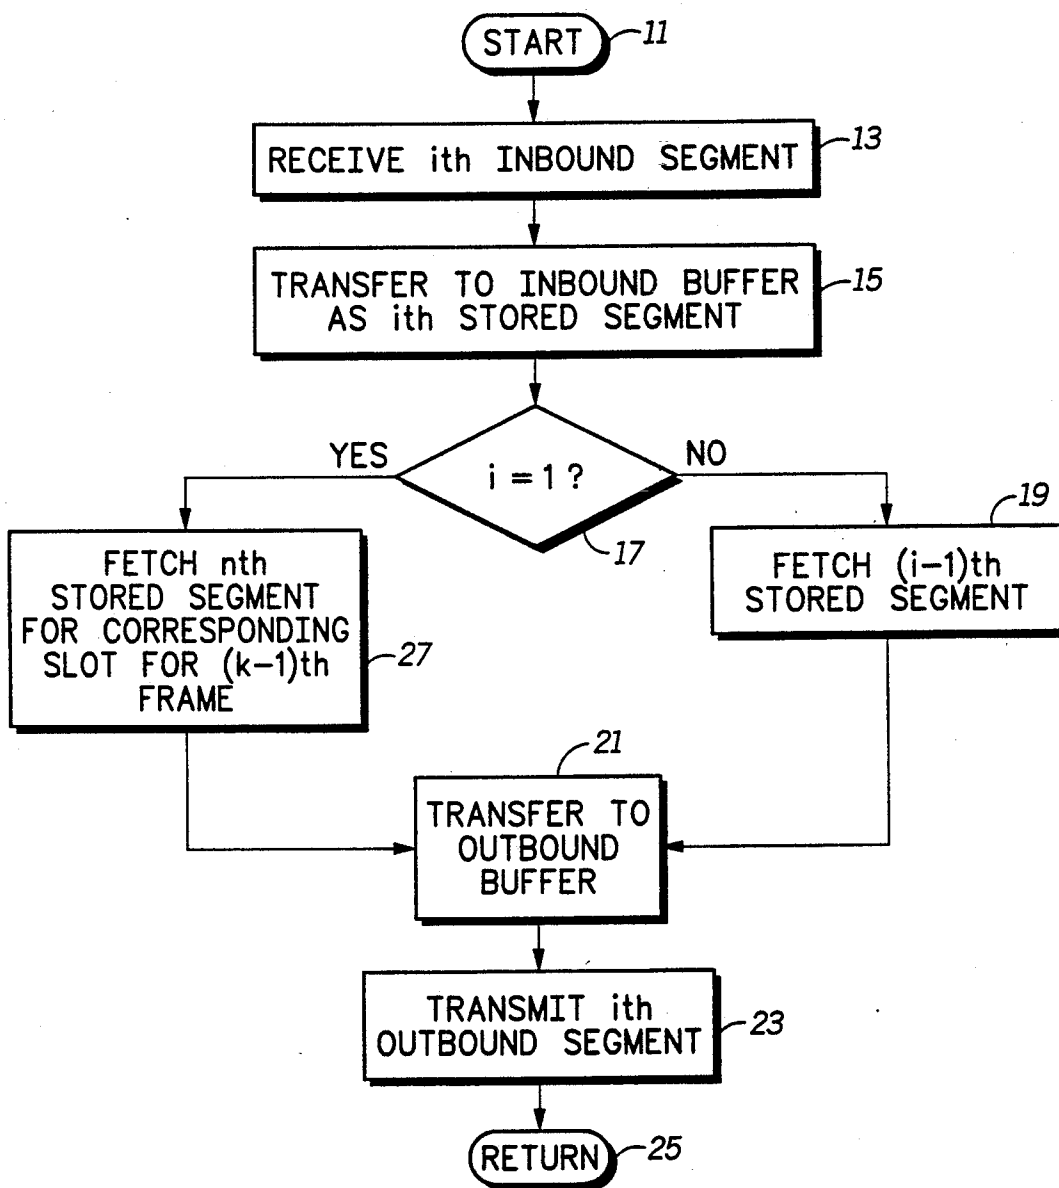 START
11
RECEIVE ith INBOUND SEGMENT
13
TRANSFER TO INBOUND BUFFER
AS ith STORED SEGMENT
15
YES
i = 1 ?
NO
17
19
FETCH nth
STORED SEGMENT
FOR CORRESPONDING
SLOT FOR (k-1)th
FRAME
27
FETCH (i-1)th
STORED SEGMENT
21
TRANSFER TO
OUTBOUND
BUFFER
TRANSMIT ith
OUTBOUND SEGMENT
23
RETURN
25